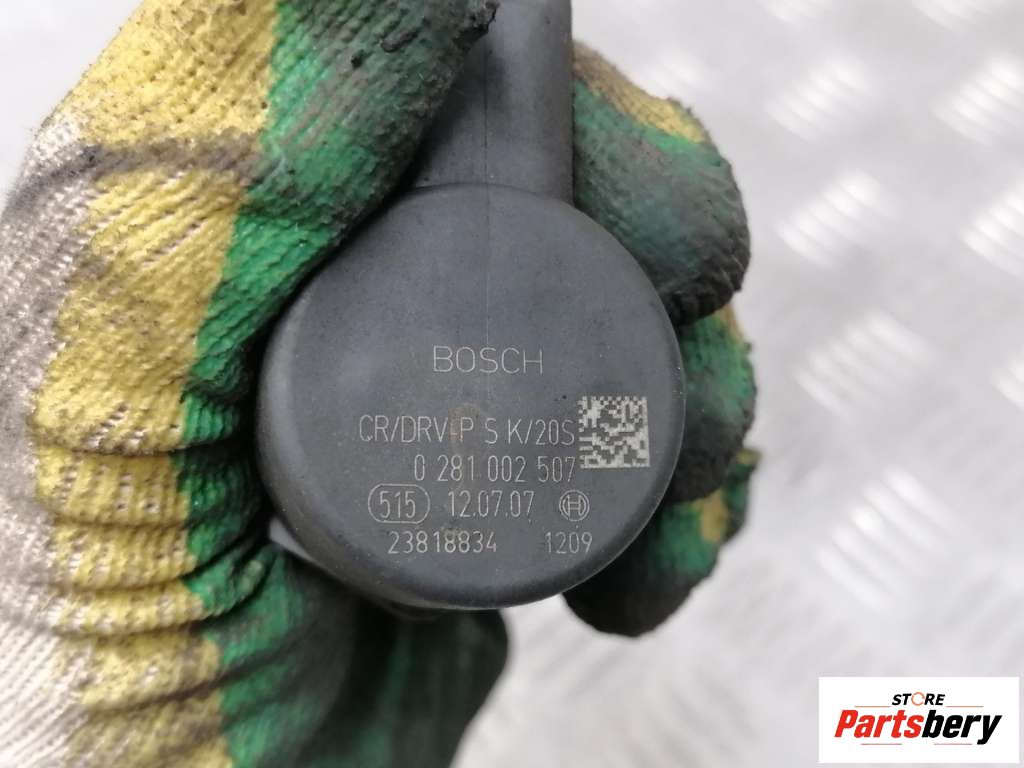 BOSCH
CR/DRV-P S K/20S
0 281 002 507
515 12.07.07
23818834 1209
STORE
Partsbery